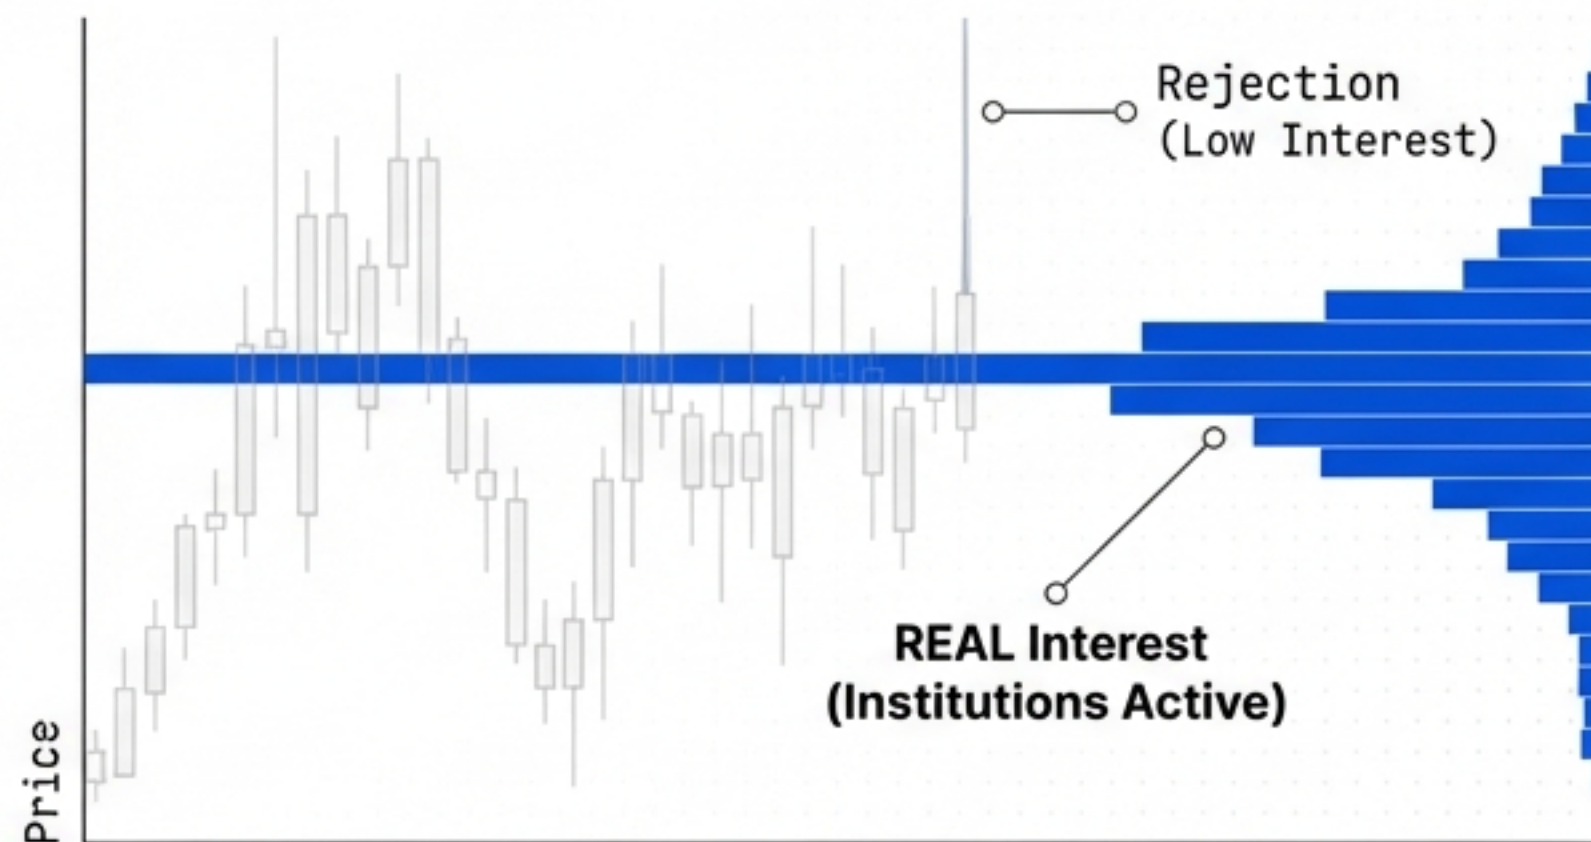 Rejection
(Low Interest)
REAL Interest
(Institutions Active)
Price